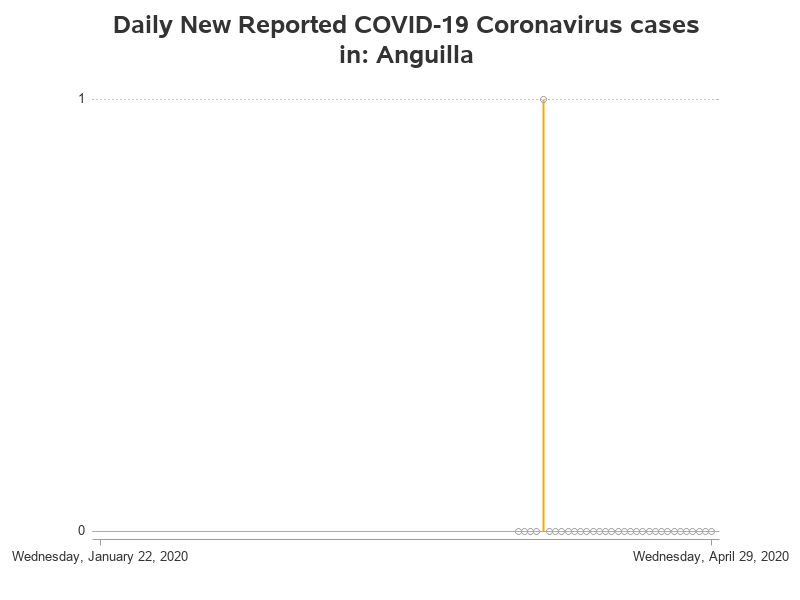 Daily New Reported COVID-19 Coronavirus cases
in: Anguilla
1
0
Wednesday, January 22, 2020
Wednesday, April 29, 2020